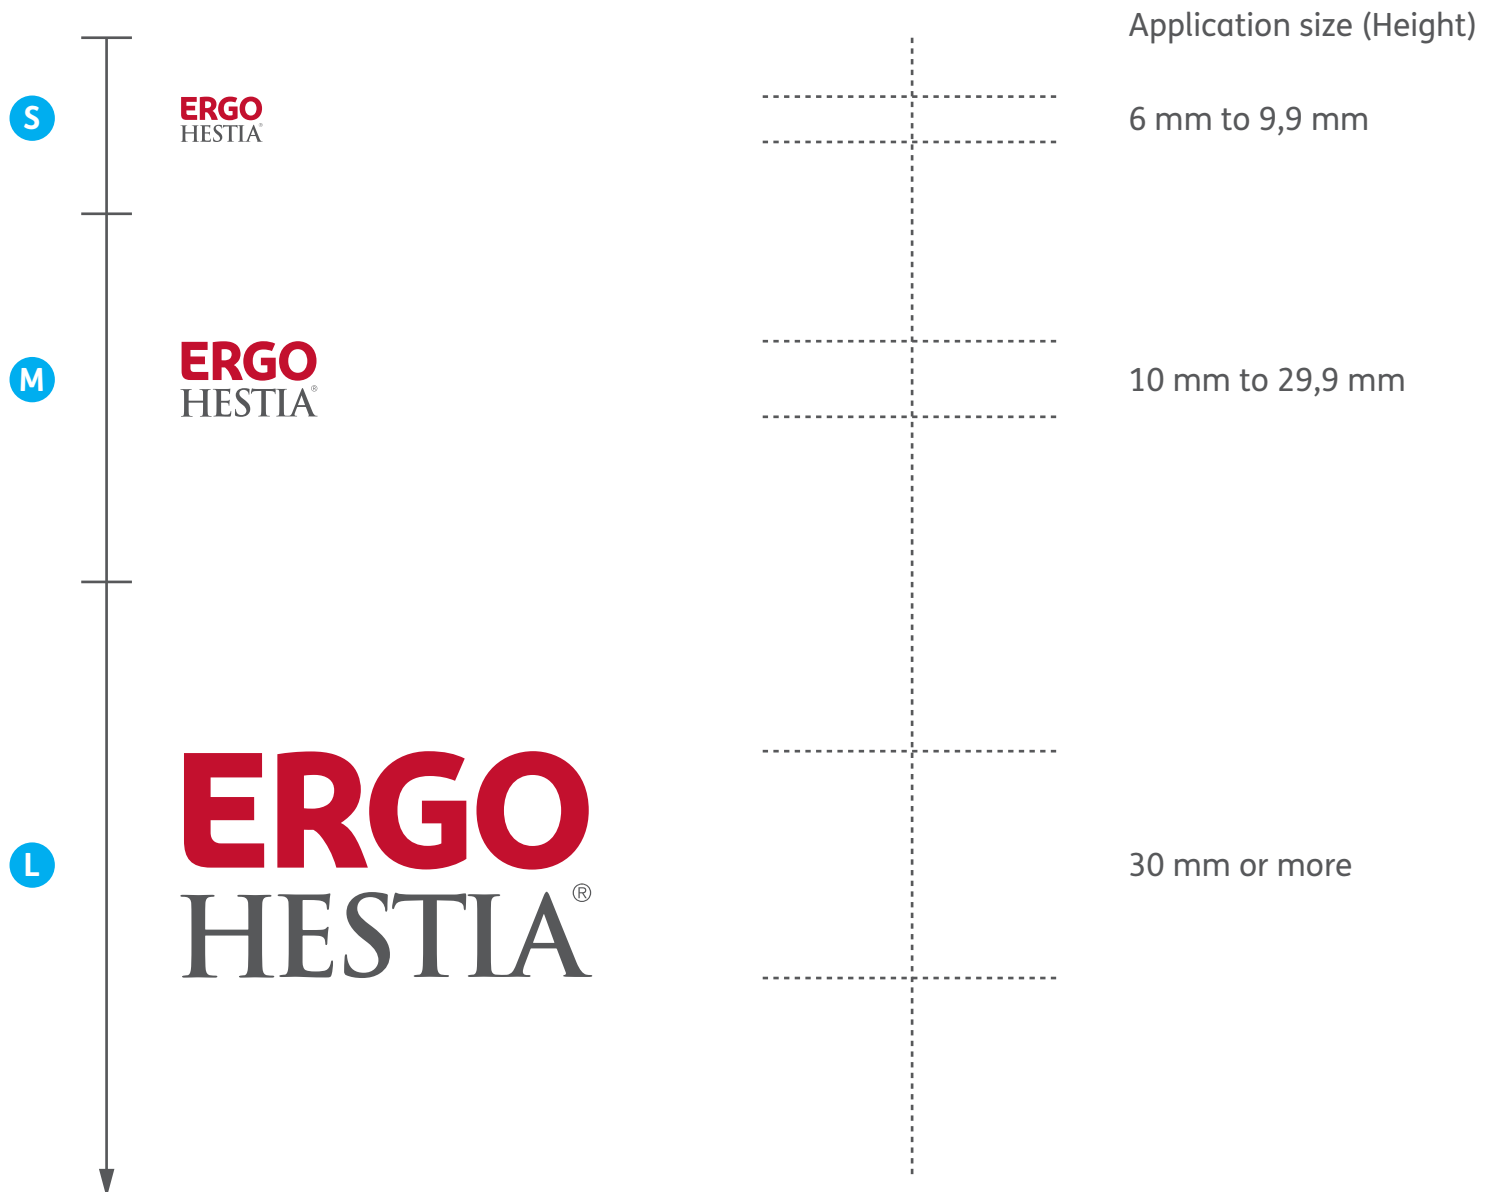 Application size (Height)
S
ERGO
HESTIA®
6 mm to 9,9 mm
M
ERGO
HESTIA®
10 mm to 29,9 mm
L
ERGO
HESTIA®
30 mm or more